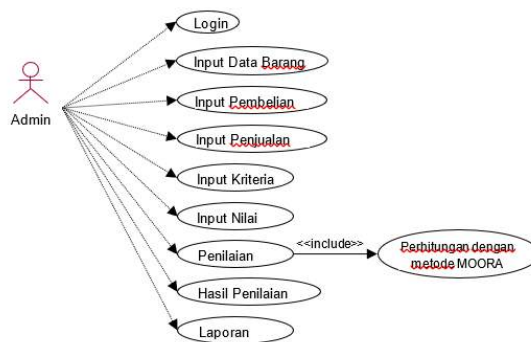 Login
Input Data Barang
Input Pembelian
Admin
Input Penjualan
Input Kriteria
Input Nilai
<<include>>
Penilaian
Perhitungan dengan
metode MOORA
Hasil Penilaian
Laporan